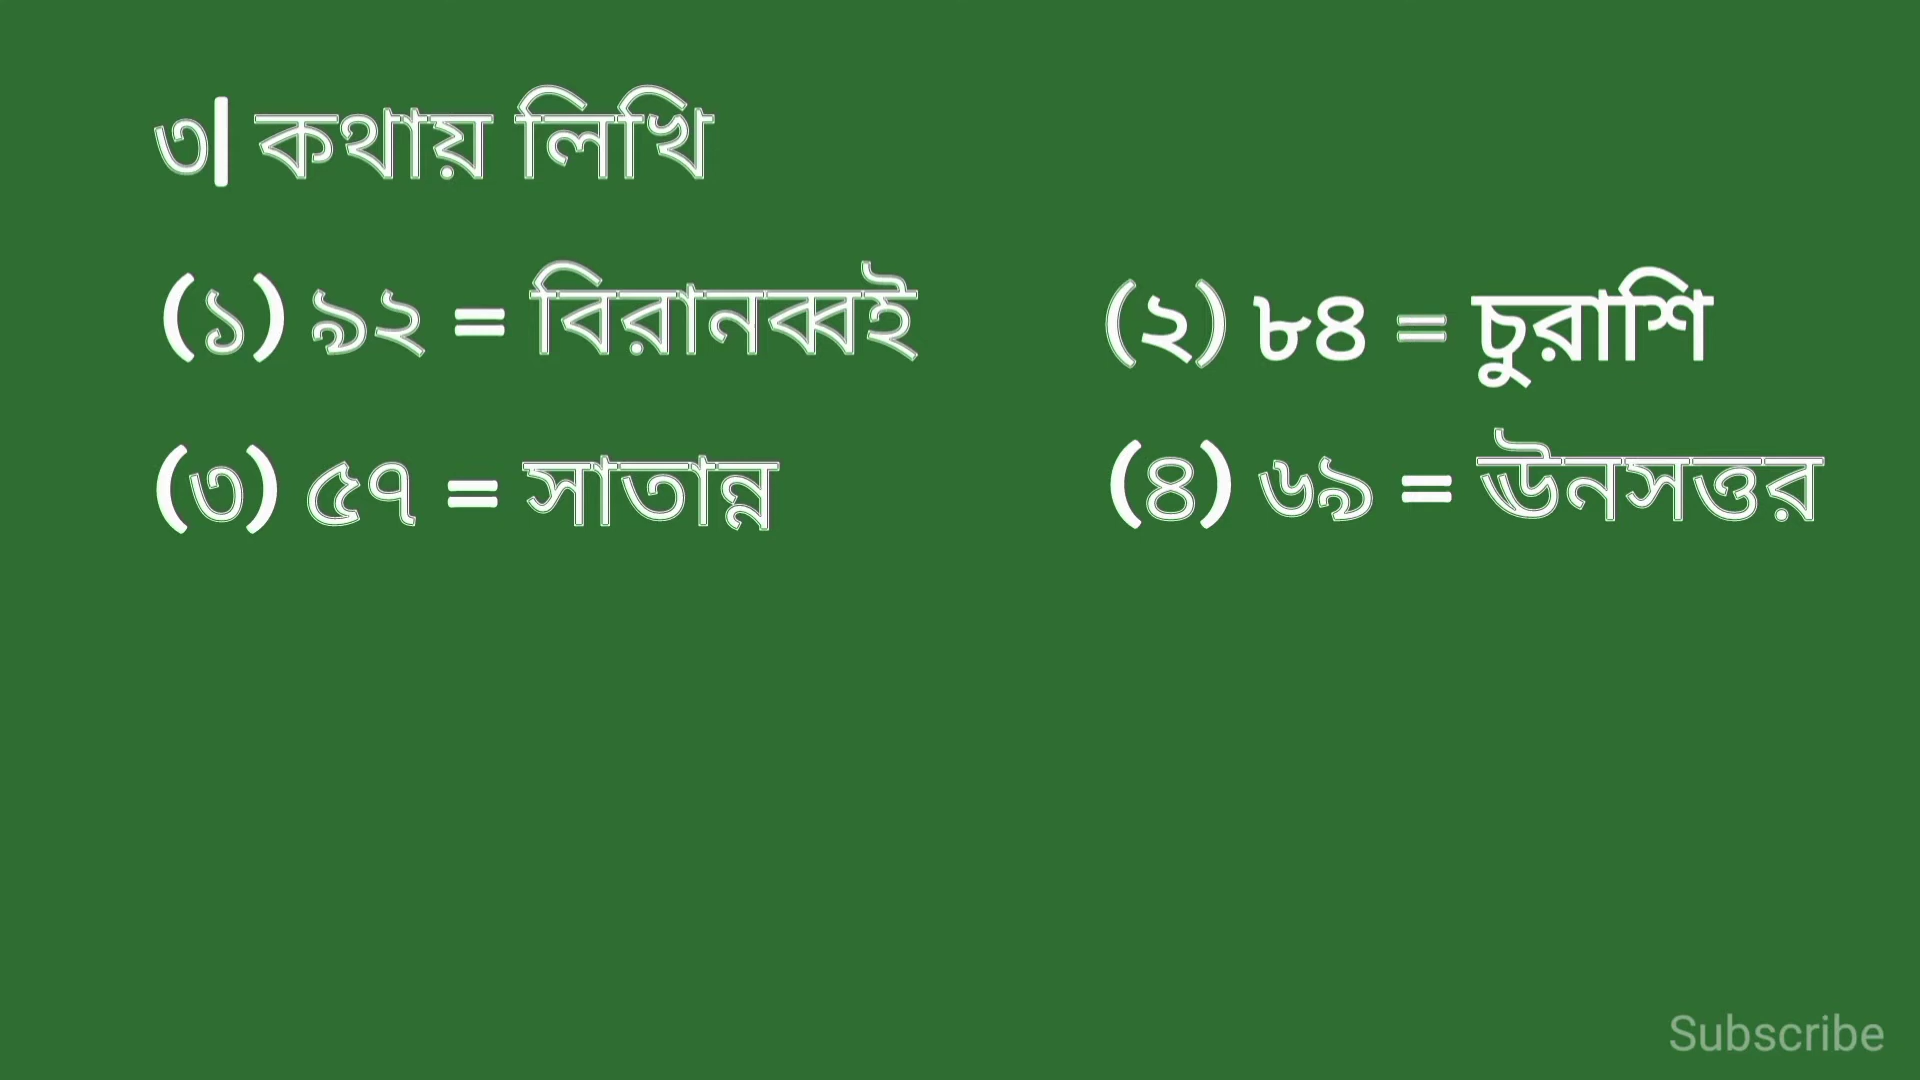 ৩| কথায় লিখি
(১) ৯২ = বিরানব্বই
(২) ৮৪ = চুরাশি
(৩) ৫৭ = সাতান্ন
(৪) ৬৯ = ঊনসত্তর
Subscribe